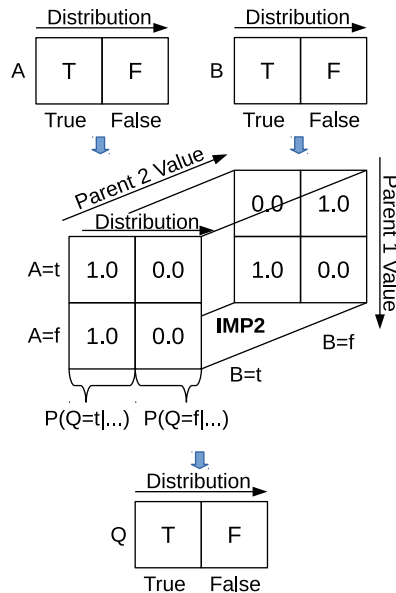 Distribution Distribution
A T F B T F
True False True False
Parent 2 Value
Parent 1 Value
0.0 1.0
Distribution
A=t 1.0 0.0 1.0 0.0
A=f 1.0 0.0 IMP2
B=f
B=t
P(Q=t|...) P(Q=f|...)
Distribution
Q T F
True False